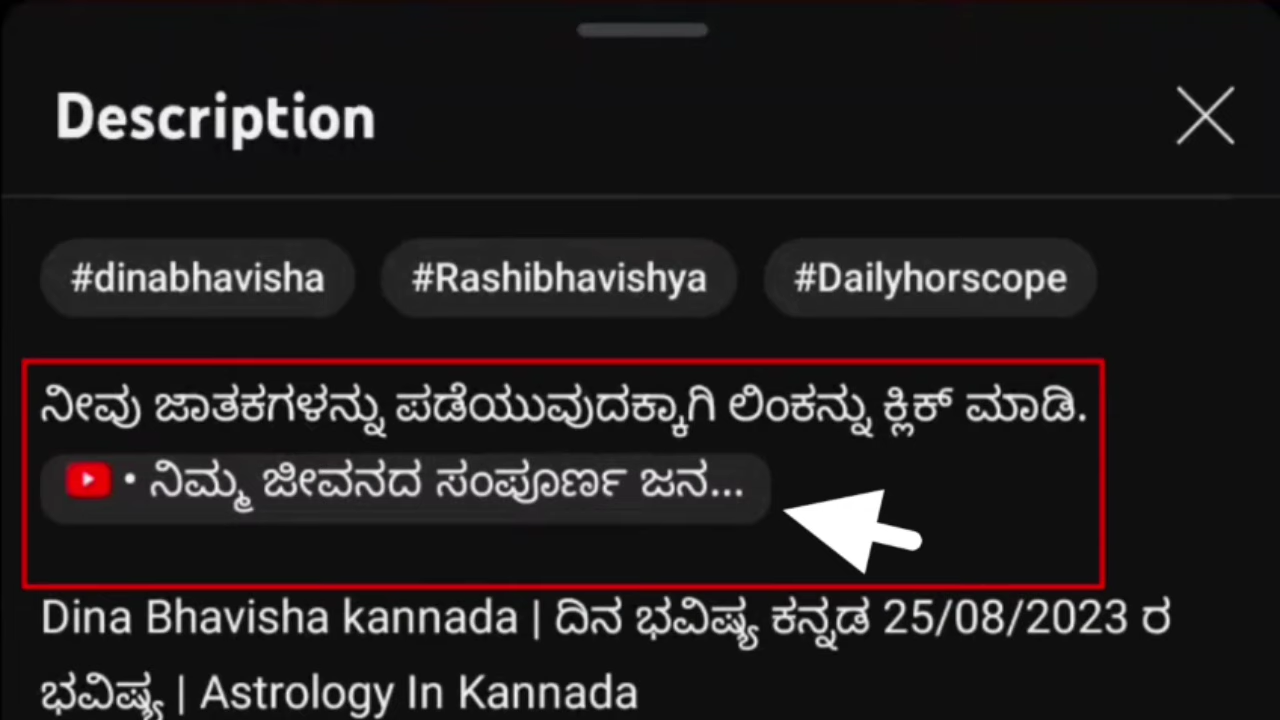 Description
#dinabhavisha #Rashibhavishya #Dailyhorscope
ನೀವು ಜಾತಕಗಳನ್ನು ಪಡೆಯುವುದಕ್ಕಾಗಿ ಲಿಂಕನ್ನು ಕ್ಲಿಕ್ ಮಾಡಿ.
• ನಿಮ್ಮ ಜೀವನದ ಸಂಪೂರ್ಣ ಜನ...
Dina Bhavisha kannada | ದಿನ ಭವಿಷ್ಯ ಕನ್ನಡ 25/08/2023 ರ
ಭವಿಷ್ಯ | Astrology In Kannada